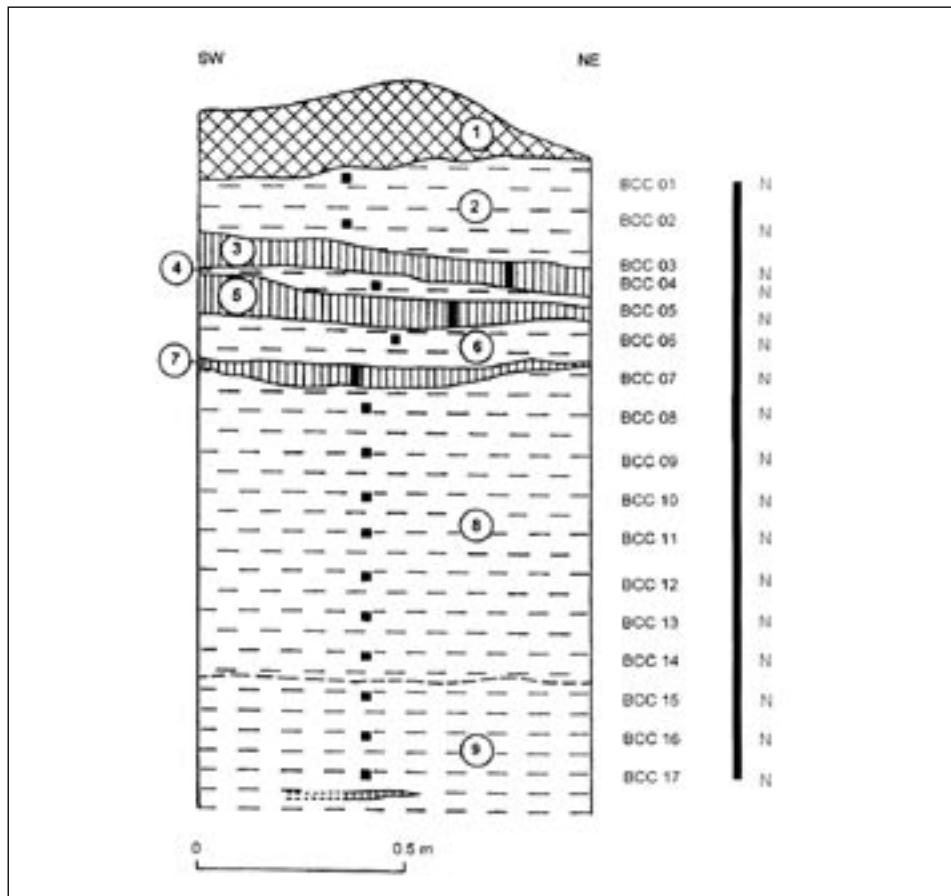 SW NE
1
BCC 01 N
2
BCC 02 N
3
BCC 03 N
4
BCC 04 N
5
BCC 05 N
6
BCC 06 N
7
BCC 07 N
BCC 08 N
BCC 09 N
BCC 10 N
8
BCC 11 N
BCC 12 N
BCC 13 N
BCC 14 N
BCC 15 N
BCC 16 N
9
BCC 17 N
0 0.5 m